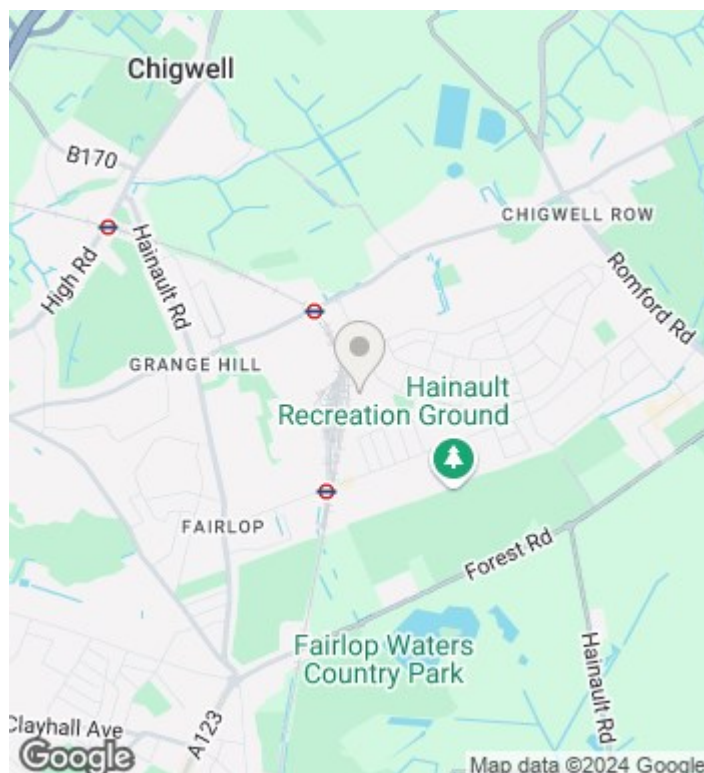 Chigwell
B170
CHIGWELL ROW
Hainault Rd
High Rd
Romford Rd
GRANGE HILL
Hainault
Recreation Ground
FAIRLOP
Forest Rd
Fairlop Waters
Country Park
Hainault Rd
Clayhall Ave
A123
Google
Map data ©2024 Google